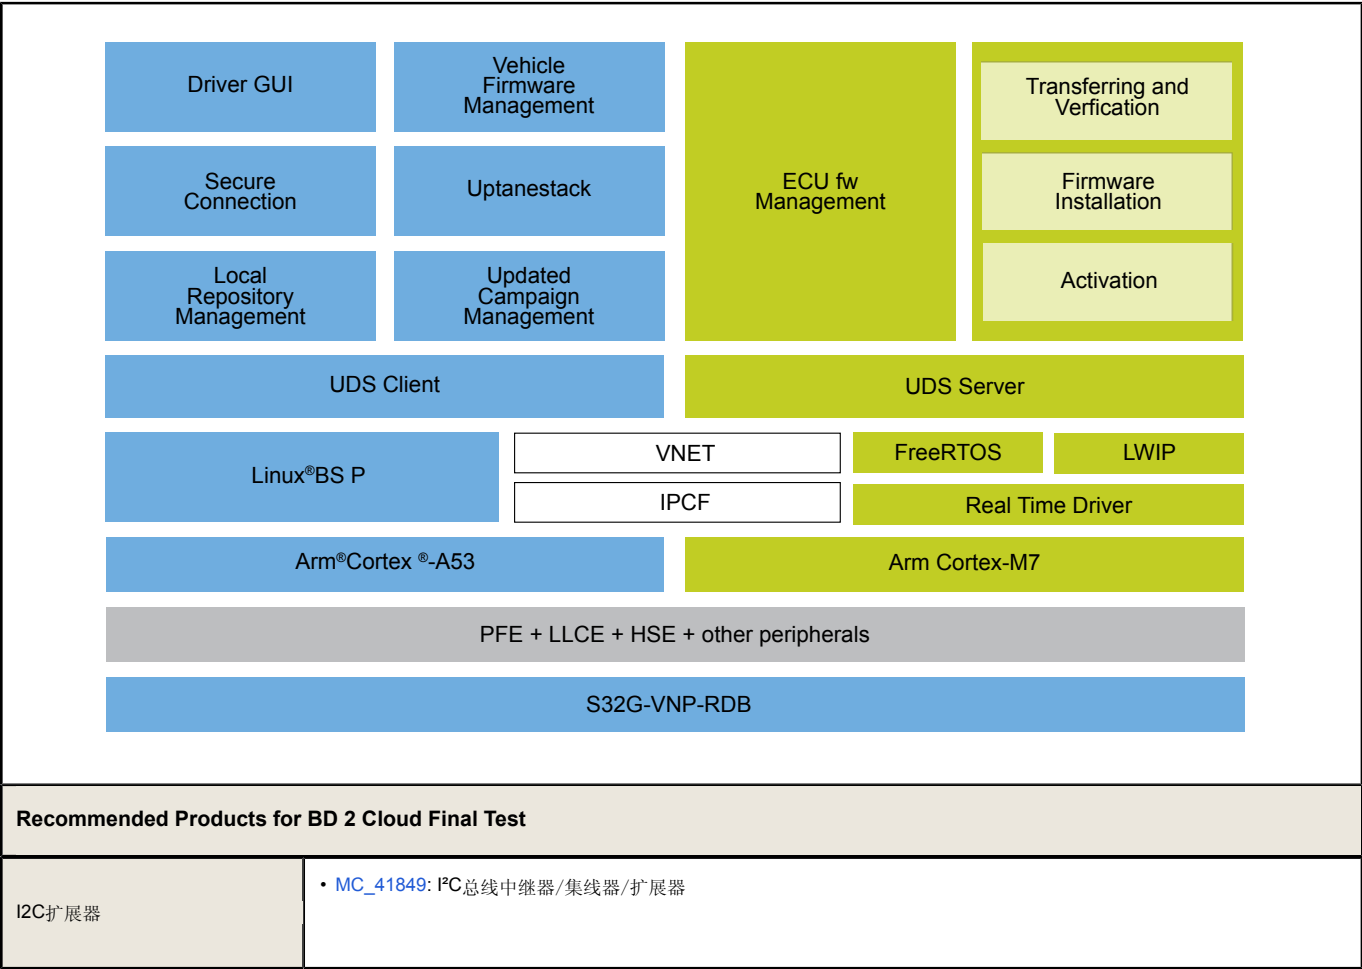 Driver GUI
Vehicle
Firmware
Management
Secure
Connection
Uptanestack
Local
Repository
Management
Updated
Campaign
Management
ECU fw
Management
Transferring and
Verfication
Firmware
Installation
Activation
UDS Client
UDS Server
Linux®BS P
VNET
IPCF
FreeRTOS
LWIP
Real Time Driver
Arm®Cortex ®-A53
Arm Cortex-M7
PFE + LLCE + HSE + other peripherals
S32G-VNP-RDB
Recommended Products for BD 2 Cloud Final Test
I2C扩展器
• MC_41849: I²C总线中继器/集线器/扩展器